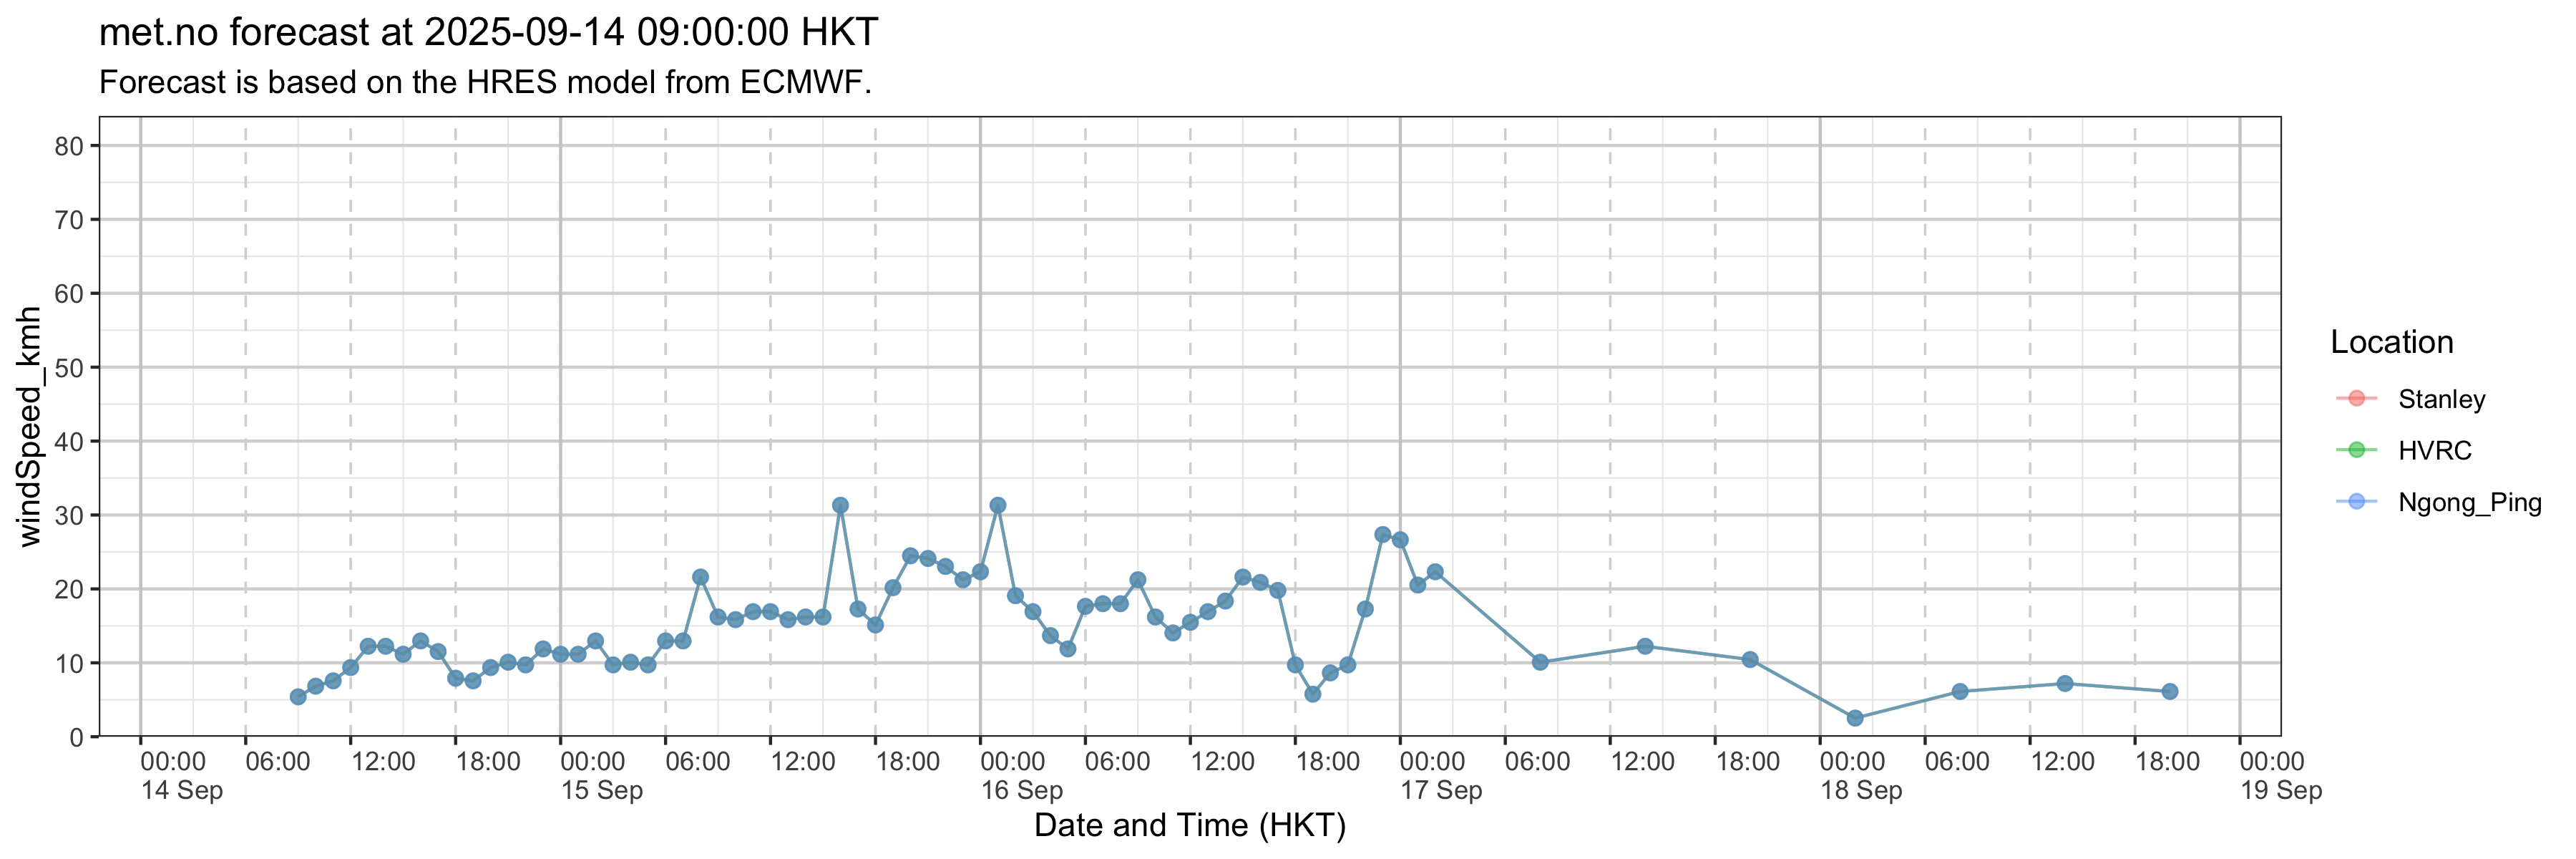 met.no forecast at 2025-09-14 09:00:00 HKT
Forecast is based on the HRES model from ECMWF.
windSpeed_kmh
80
70
60
50
40
30
20
10
0
00:00 06:00 12:00 18:00 00:00 06:00 12:00 18:00 00:00 06:00 12:00 18:00 00:00 06:00 12:00 18:00 00:00 06:00 12:00 18:00 00:00
14 Sep 15 Sep 16 Sep 17 Sep 18 Sep 19 Sep
Date and Time (HKT)
Location
Stanley
HVRC
Ngong_Ping